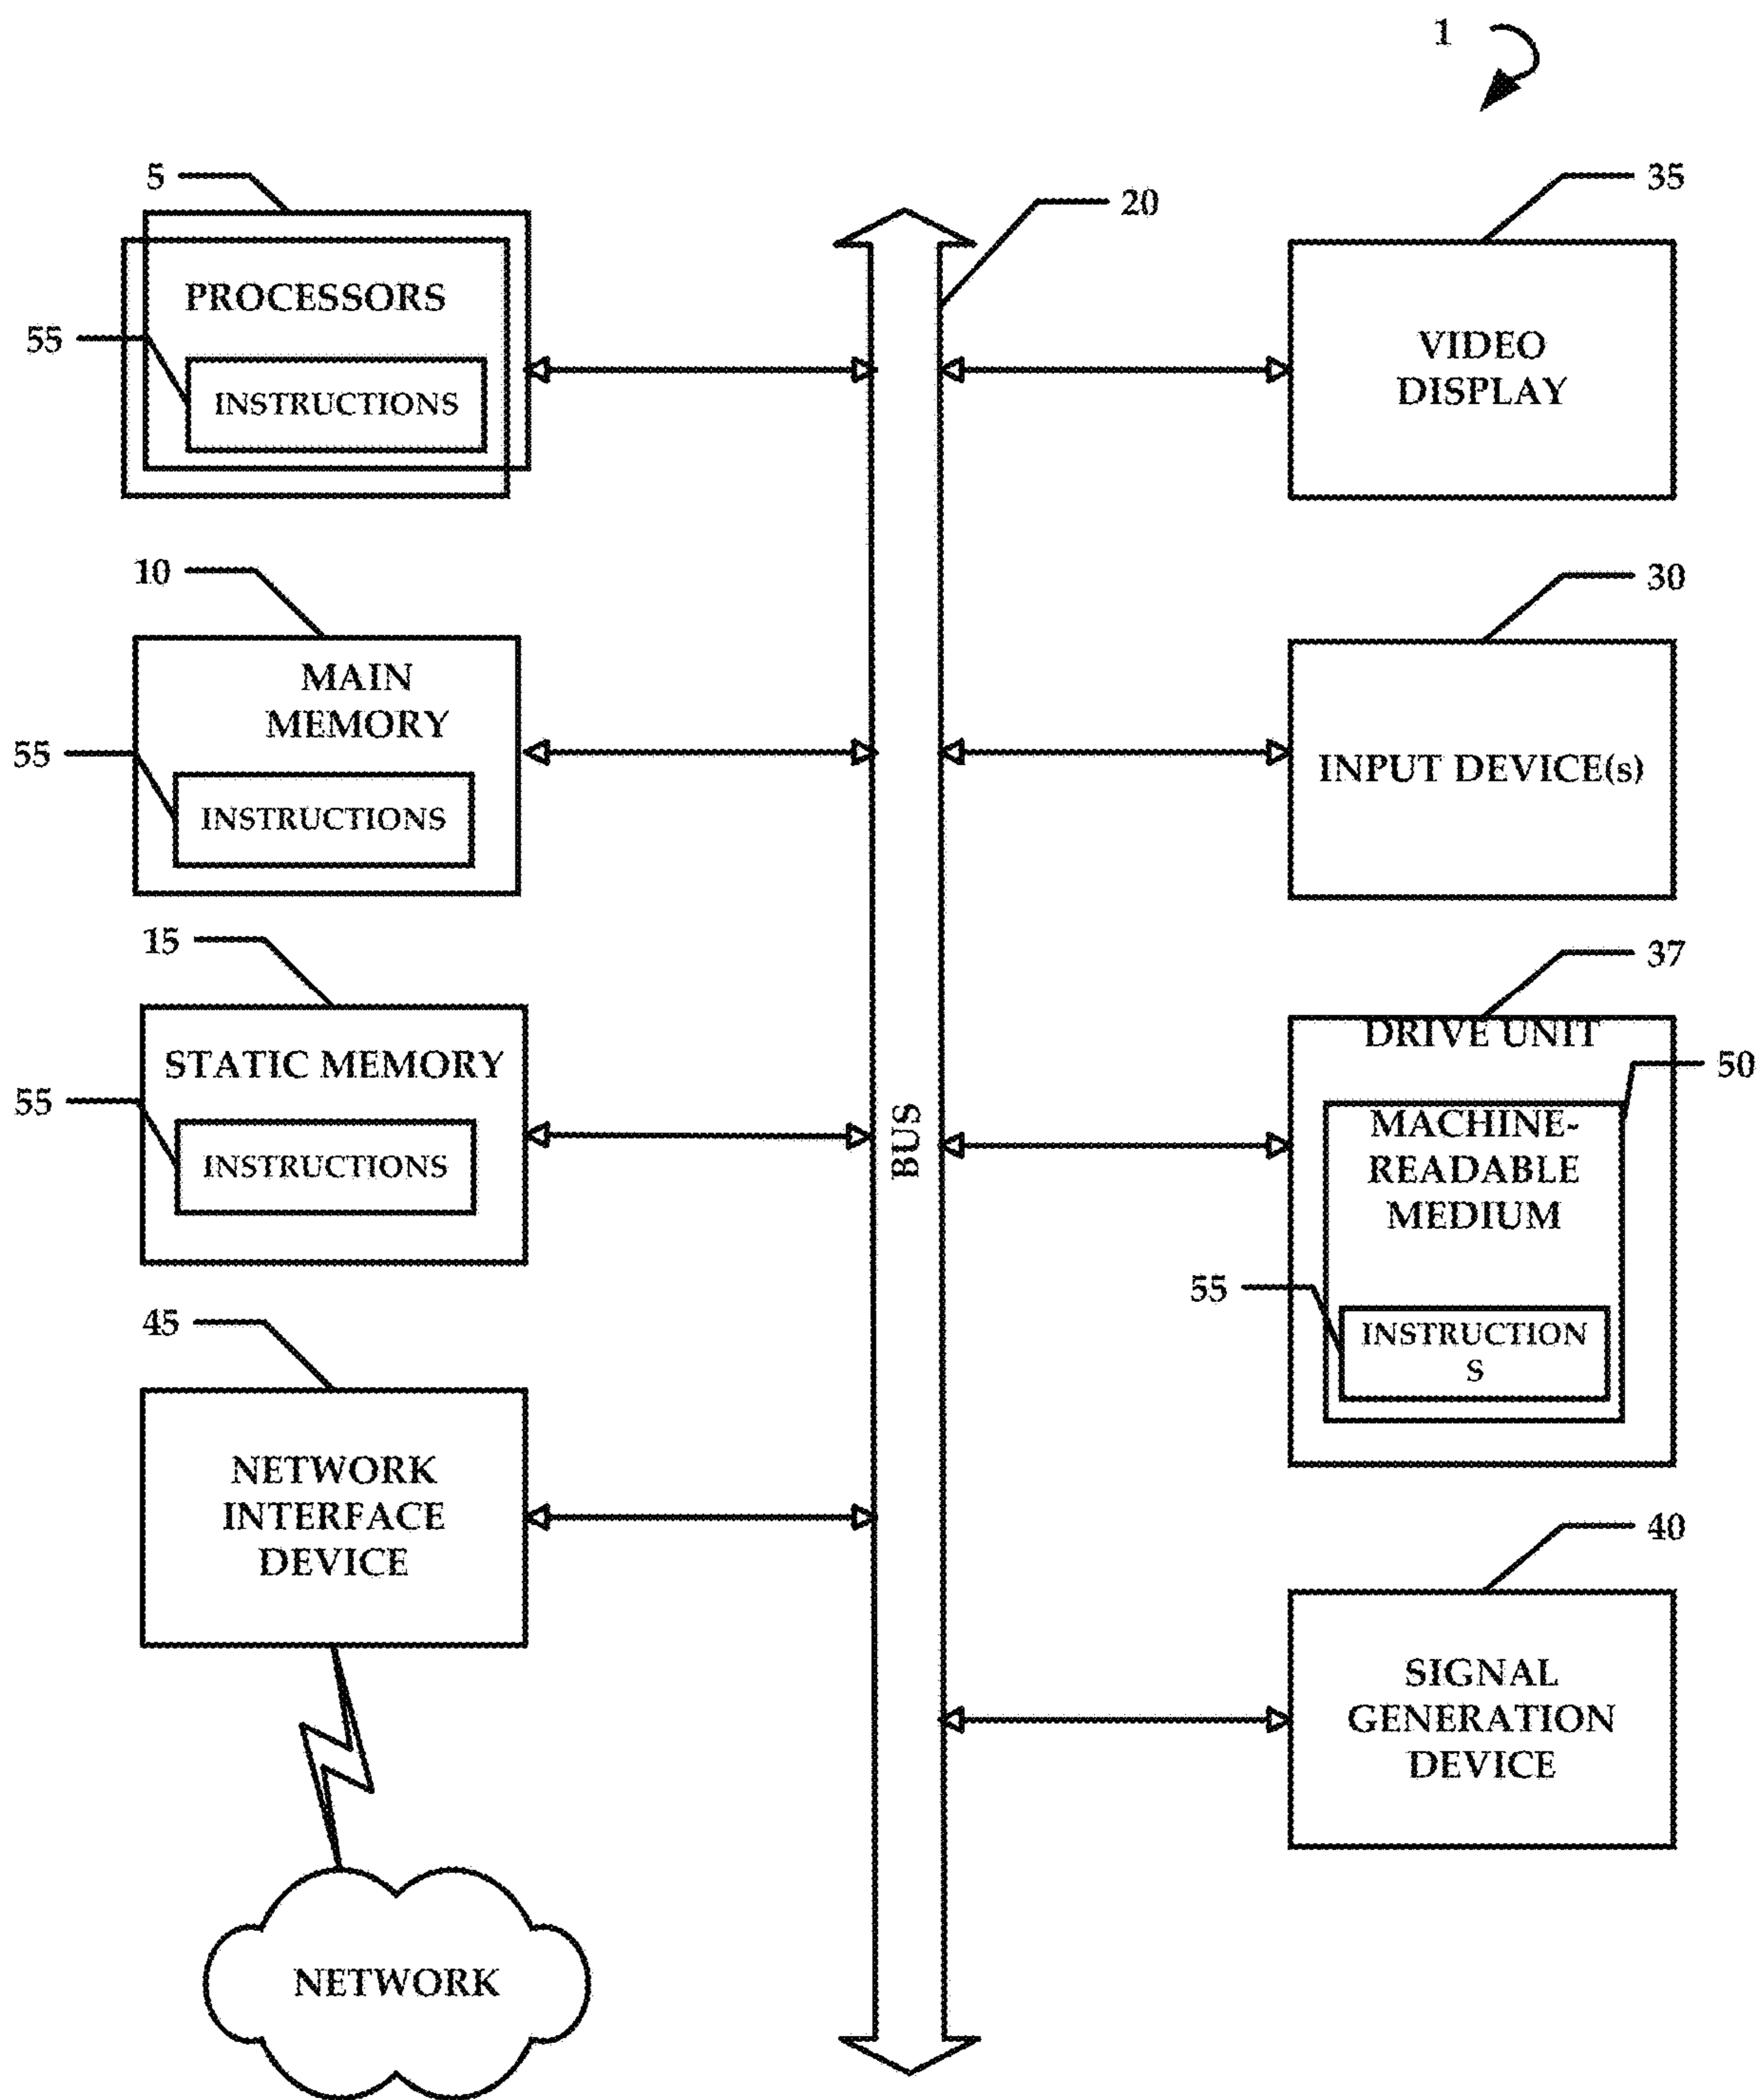 1
5
PROCESSORS
55
INSTRUCTIONS
10
MAIN
MEMORY
55
INSTRUCTIONS
15
STATIC MEMORY
55
INSTRUCTIONS
45
NETWORK
INTERFACE
DEVICE
NETWORK
20
BUS
35
VIDEO
DISPLAY
30
INPUT DEVICE(s)
37
DRIVE UNIT
50
MACHINE-
READABLE
MEDIUM
55
INSTRUCTION
S
40
SIGNAL
GENERATION
DEVICE